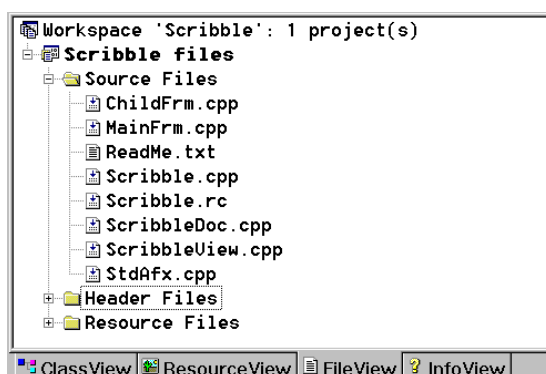 Workspace 'Scribble': 1 project(s)
Scribble files
Source Files
ChildFrm.cpp
MainFrm.cpp
ReadMe.txt
Scribble.cpp
Scribble.rc
ScribbleDoc.cpp
ScribbleView.cpp
StdAfx.cpp
Header Files
Resource Files
ClassView ResourceView FileView InfoView